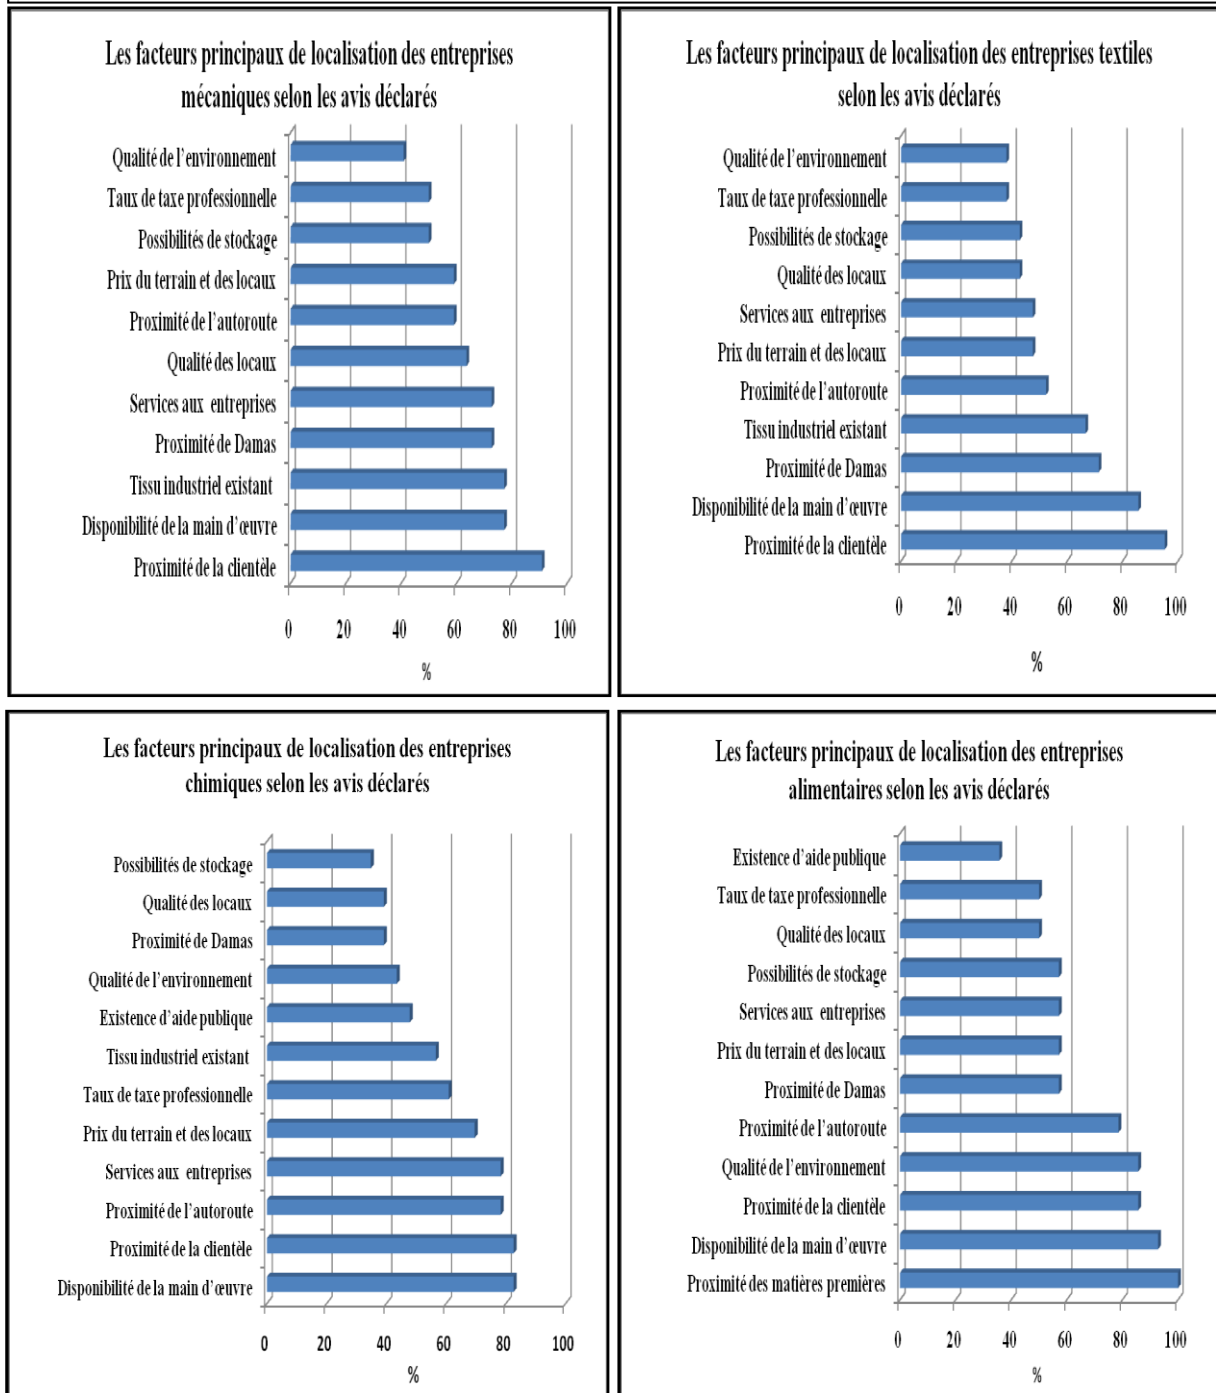 Les facteurs principaux de localisation des entreprises
mécaniques selon les avis déclarés
Qualité de l'environnement
Taux de taxe professionnelle
Possibilités de stockage
Prix du terrain et des locaux
Proximité de l'autoroute
Qualité des locaux
Services aux entreprises
Proximité de Damas
Tissu industriel existant
Disponibilité de la main d'œuvre
Proximité de la clientèle
0 20 40 60 80 100
%
Les facteurs principaux de localisation des entreprises textiles
selon les avis déclarés
Qualité de l'environnement
Taux de taxe professionnelle
Possibilités de stockage
Qualité des locaux
Services aux entreprises
Prix du terrain et des locaux
Proximité de l'autoroute
Tissu industriel existant
Proximité de Damas
Disponibilité de la main d'œuvre
Proximité de la clientèle
0 20 40 60 80 100
%
Les facteurs principaux de localisation des entreprises
chimiques selon les avis déclarés
Possibilités de stockage
Qualité des locaux
Proximité de Damas
Qualité de l'environnement
Existence d'aide publique
Tissu industriel existant
Taux de taxe professionnelle
Prix du terrain et des locaux
Services aux entreprises
Proximité de l'autoroute
Proximité de la clientèle
Disponibilité de la main d'œuvre
0 20 40 60 80 100
%
Les facteurs principaux de localisation des entreprises
alimentaires selon les avis déclarés
Existence d'aide publique
Taux de taxe professionnelle
Qualité des locaux
Possibilités de stockage
Services aux entreprises
Prix du terrain et des locaux
Proximité de Damas
Proximité de l'autoroute
Qualité de l'environnement
Proximité de la clientèle
Disponibilité de la main d'œuvre
Proximité des matières premières
0 20 40 60 80 100
%